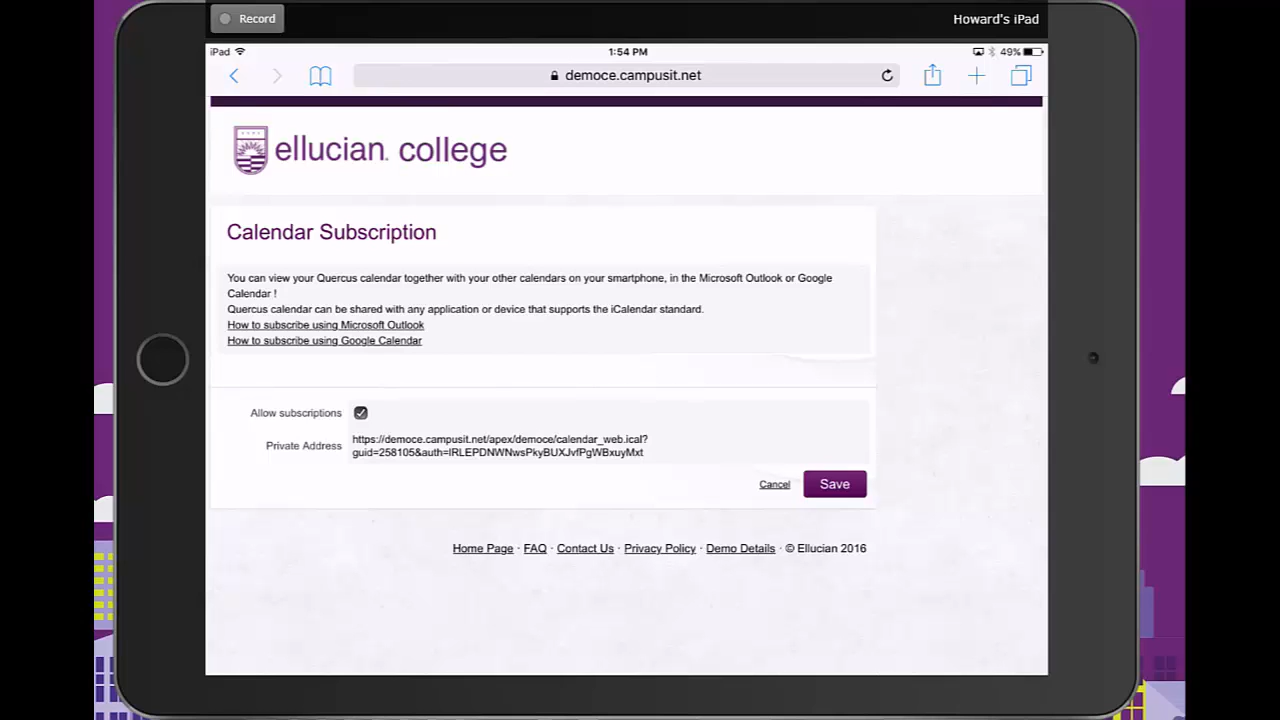 Record
Howard's iPad
iPad 1:54 PM 49%
democe.campusit.net
ellucian. college
Calendar Subscription
You can view your Quercus calendar together with your other calendars on your smartphone, in the Microsoft Outlook or Google
Calendar !
Quercus calendar can be shared with any application or device that supports the iCalendar standard.
How to subscribe using Microsoft Outlook
How to subscribe using Google Calendar
Allow subscriptions
Private Address https://democe.campusit.net/apex/democe/calendar_web.ical?
guid=258105&auth=IRLEPDNWNwsPkyBUXJvfPgWBxuyMxt
Cancel Save
Home Page · FAQ · Contact Us · Privacy Policy · Demo Details · © Ellucian 2016